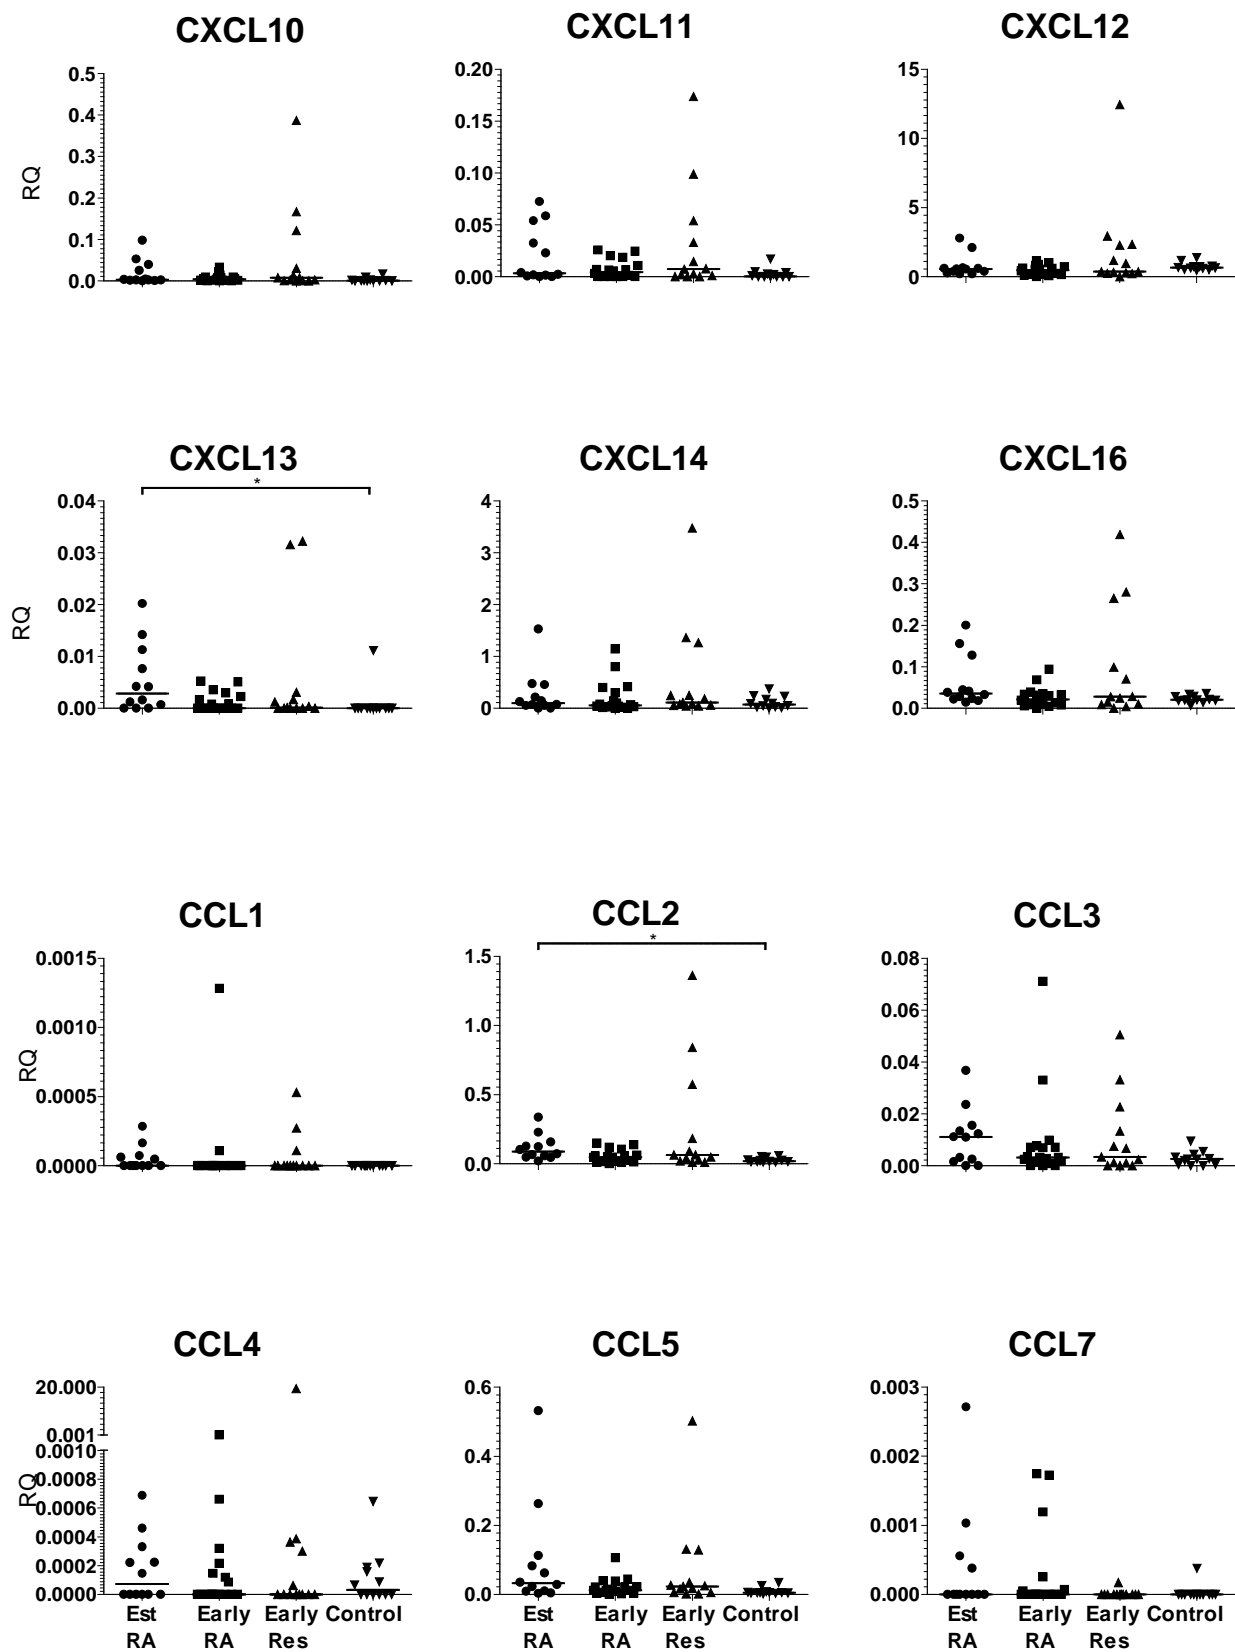 CXCL10 CXCL11 CXCL12
0.5 0.20 15
0.4 0.15
0.3 10
RQ 0.10
0.2 5
0.1 0.05
0.0 0.00 0
CXCL13 CXCL14 CXCL16
*
0.04 4 0.5
0.4
0.03 3
0.3
RQ 0.02 2
0.2
0.01 1 0.1
0.00 0 0.0
CCL1 CCL2 CCL3
*
0.0015 1.5 0.08
0.06
0.0010 1.0
RQ 0.04
0.0005 0.5
0.02
0.0000 0.0 0.00
CCL4 CCL5 CCL7
20.000 0.6 0.003
0.001
0.0010
0.0008 0.4 0.002
RQ
0.0006
0.0004 0.2 0.001
0.0002
0.0000 0.0 0.000
Est Early Early Control Est Early Early Control Est Early Early Control
RA RA Res RA RA Res RA RA Res